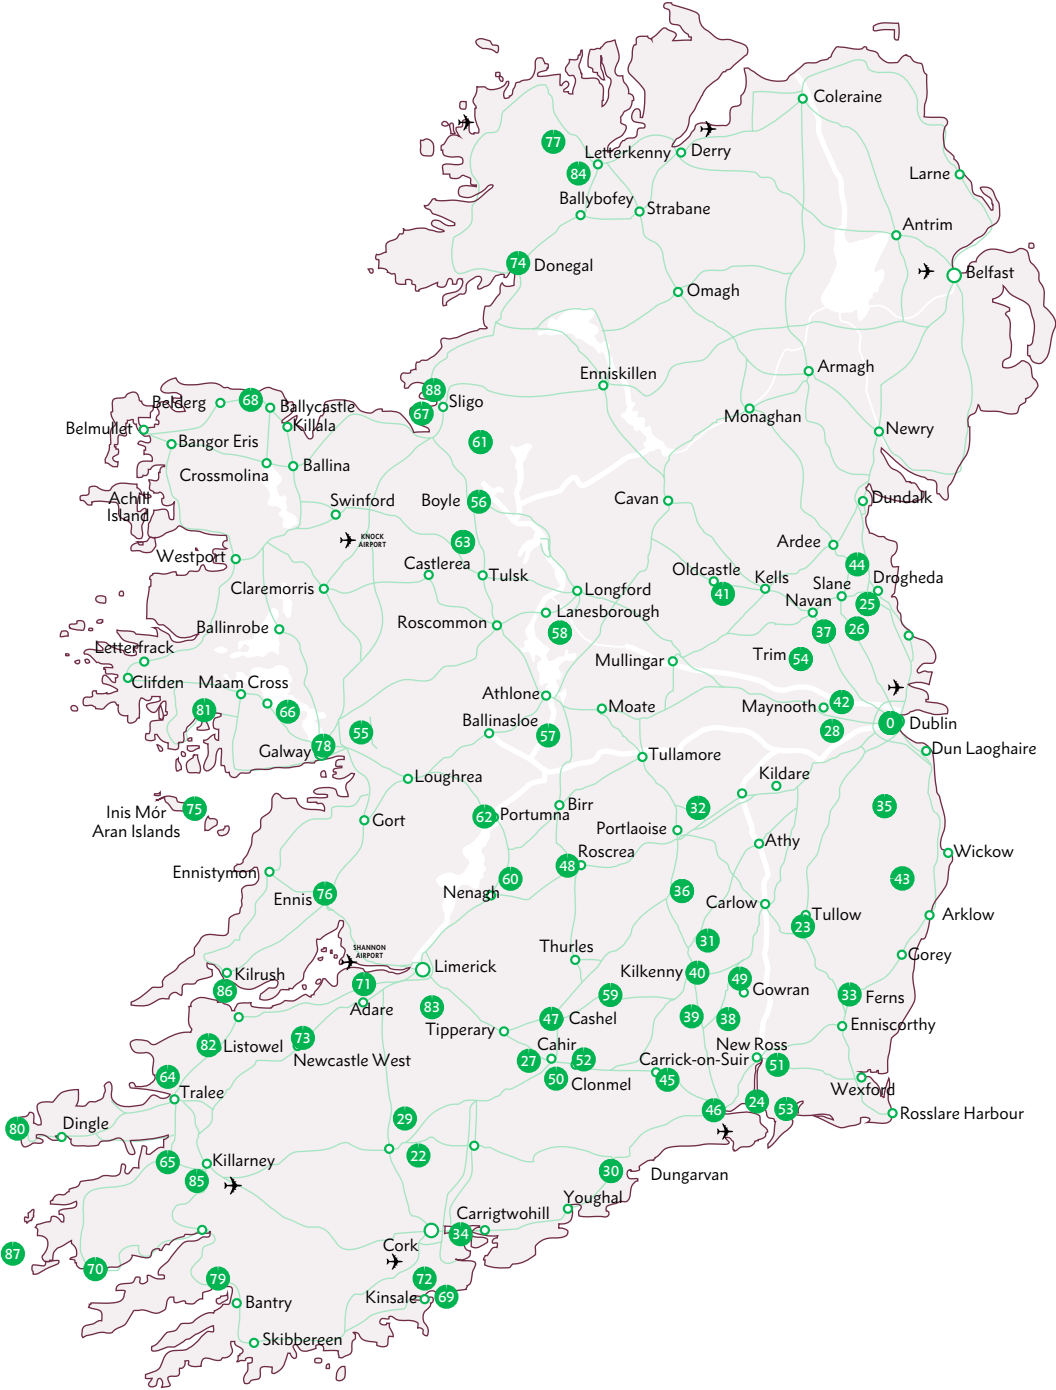 Coleraine
77
Letterkenny
Derry
84
Larne
Ballybofey
Strabane
Antrim
74
Donegal
Belfast
Omagh
Enniskillen
Armagh
88
Sligo
67
Belderg
68
Ballycastle
Killala
Belmullet
Bangor Eris
Monaghan
Newry
61
Crossmolina
Ballina
Achill
Island
Swinford
Boyle
56
Cavan
Dundalk
KNOCK
AIRPORT
63
Ardee
Westport
Castlerea
Tulsk
44
Oldcastle
Kells
Slane
Drogheda
Claremorris
Longford
41
Navan
25
Lanesborough
Roscommon
58
37
26
Ballinrobe
Letterfrack
Mullingar
Trim
54
Clifden
Maam Cross
Athlone
81
66
Moate
Maynooth
42
Ballinasloe
0
Dublin
55
57
28
Galway
78
Dun Laoghaire
Tullamore
Loughrea
Kildare
75
Inis Mór
Aran Islands
Gort
62
Portumna
Birr
32
35
Portlaoise
Athy
Wickow
Ennistymon
48
Roscrea
60
43
Ennis
76
Nenagh
36
Carlow
Tullow
Arklow
23
31
SHANNON
AIRPORT
Thurles
Gorey
Kilrush
Limerick
Kilkenny
40
49
Gowran
86
71
Adare
83
59
33
Ferns
47
Cashel
39
38
Tipperary
Enniscorthy
82
Listowel
73
Newcastle West
Cahir
27
52
New Ross
Carrick-on-Suir
51
50
Clonmel
45
64
Tralee
Wexford
24
46
53
Rosslare Harbour
80
Dingle
29
65
Killarney
22
30
Dungarvan
85
Youghal
Carrigtwohill
34
Cork
87
70
79
72
Kinsale
69
Bantry
Skibbereen